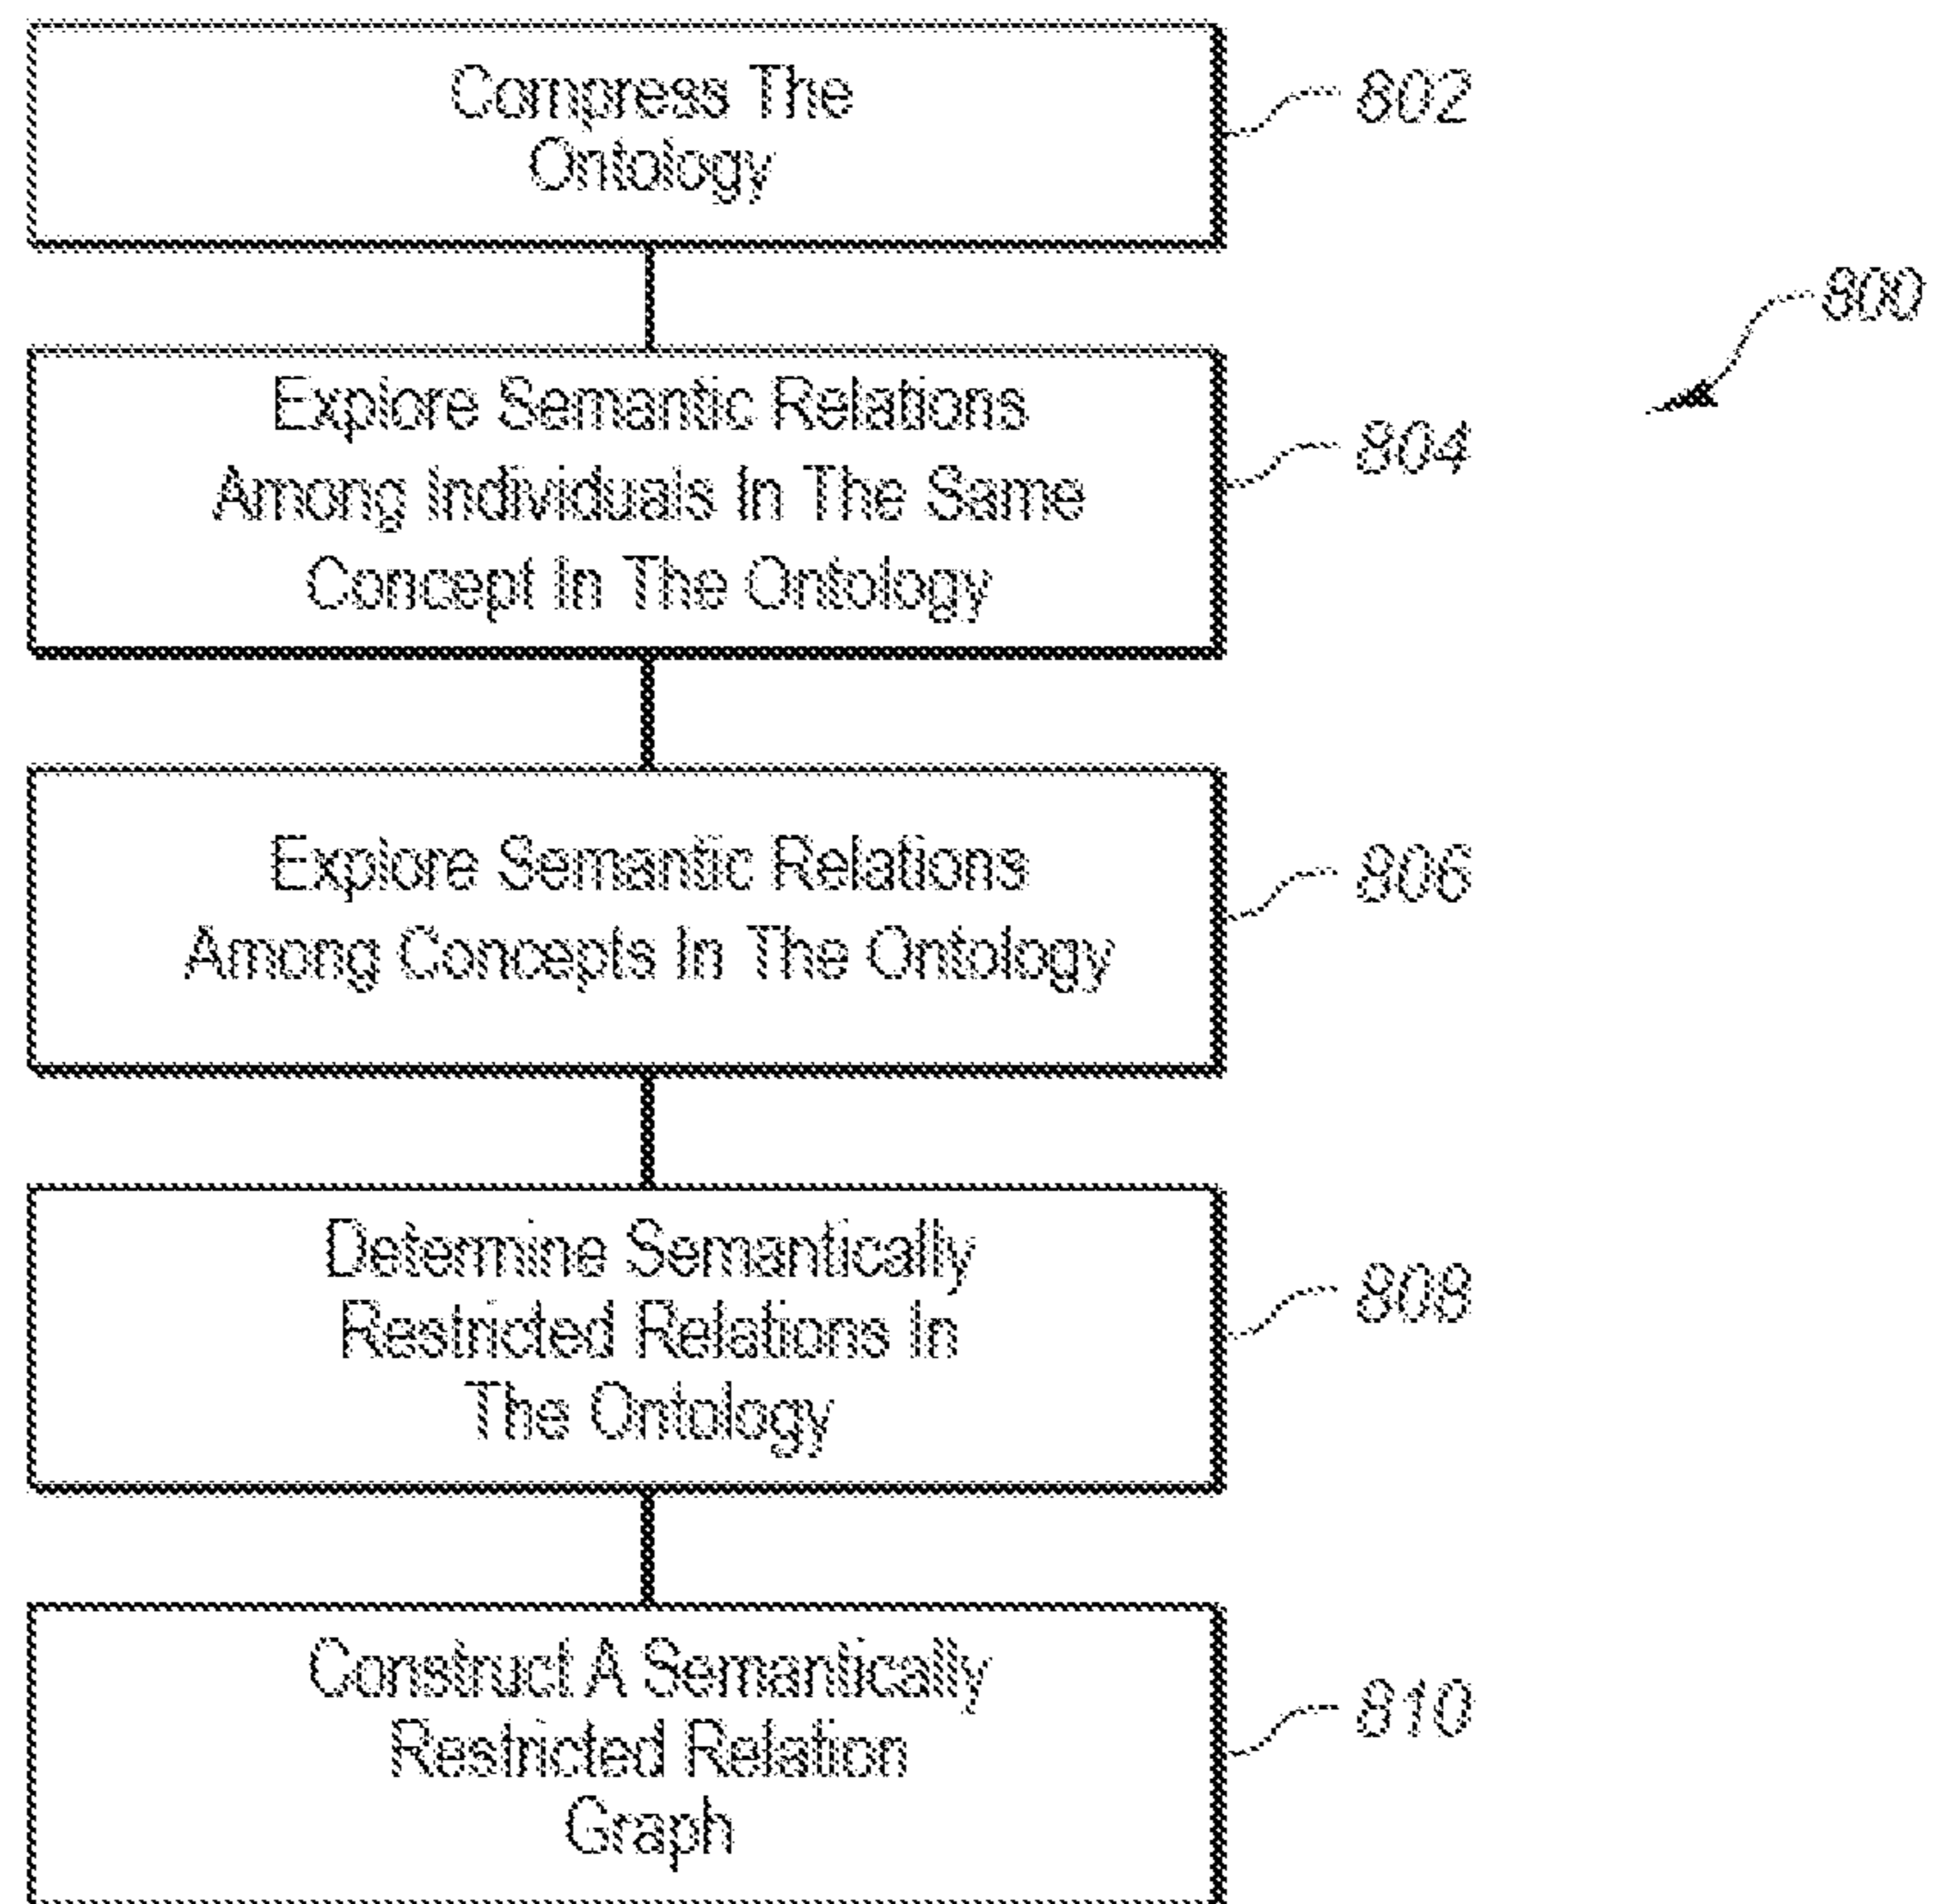 Compress The
Ontology
802
800
Explore Semantic Relations
Among Individuals In The Same
Concept In The Ontology
804
Explore Semantic Relations
Among Concepts In The Ontology
806
Determine Semantically
Restricted Relations In
The Ontology
808
Construct A Semantically
Restricted Relation
Graph
810